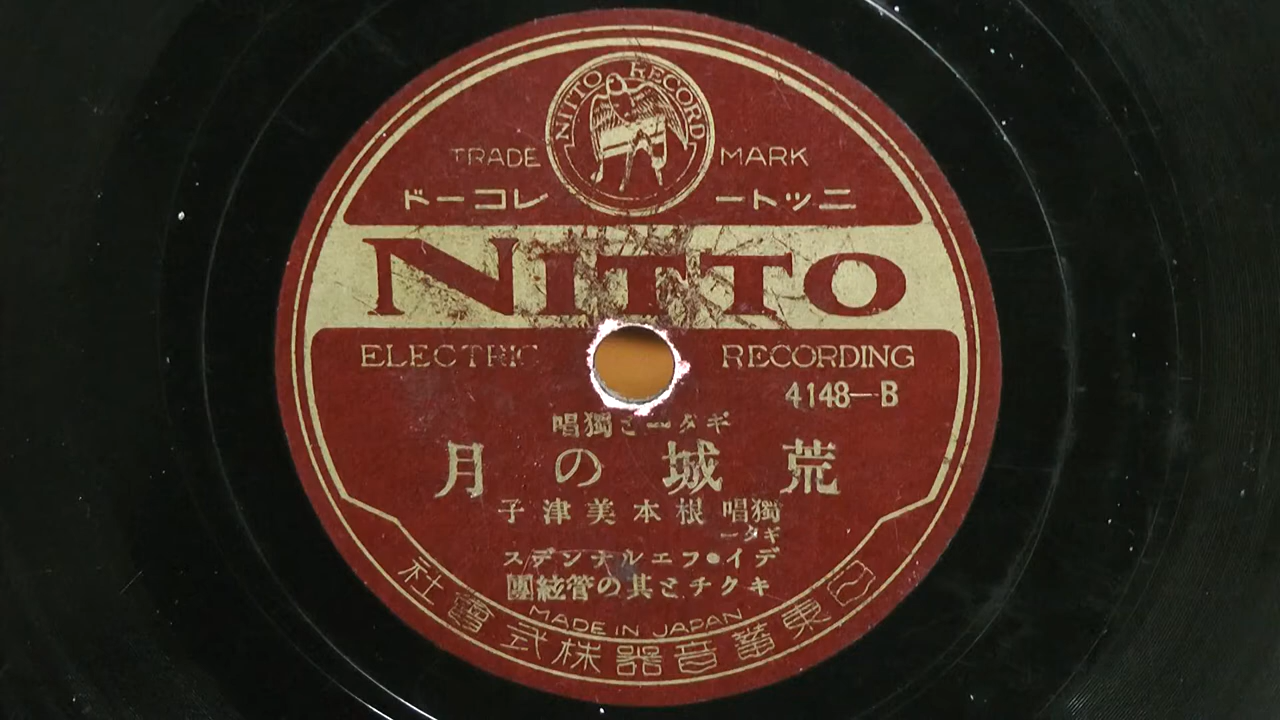 NITTO RECORD
TRADE MARK
ニットー レコード
NITTO
ELECTRIC RECORDING
4148-B
ギターと獨唱
荒城の月
獨唱 根本美津子
ギター
デイ・フエルナンデス
キクチと其の管絃團
MADE IN JAPAN
日東蓄音器株式會社